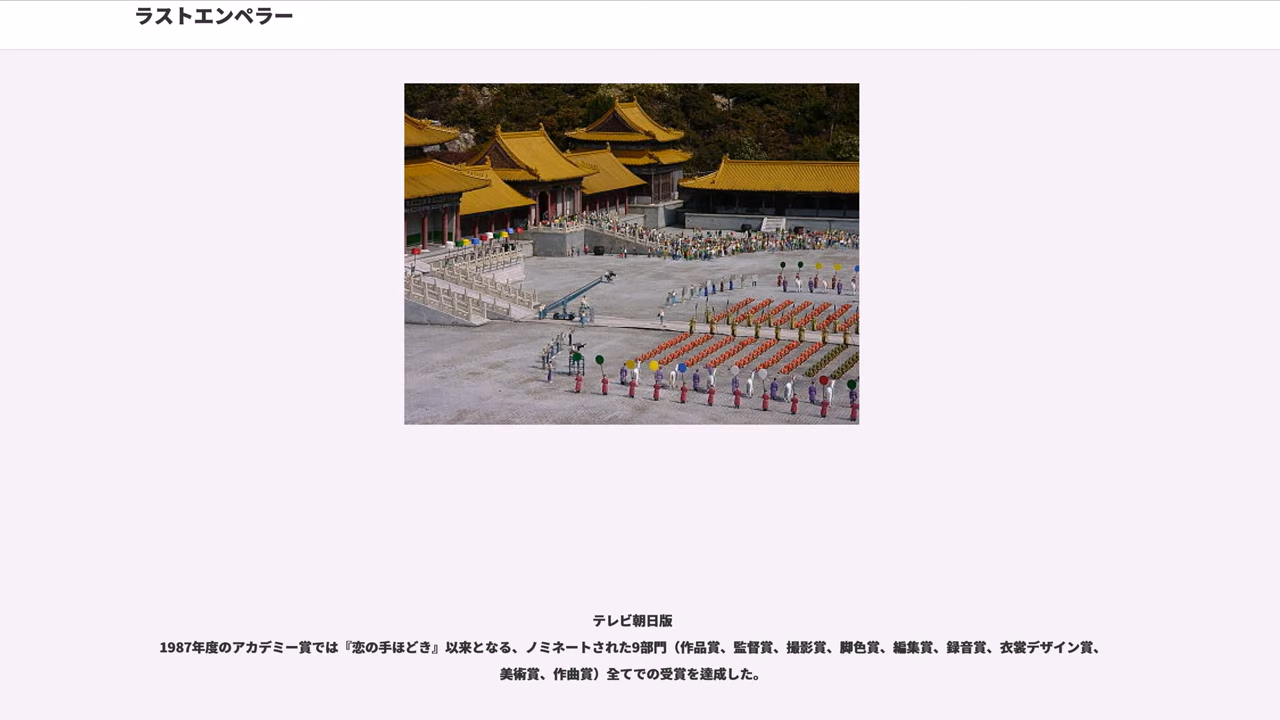 ラストエンペラー
テレビ朝日版
1987年度のアカデミー賞では『恋の手ほどき』以来となる、ノミネートされた9部門（作品賞、監督賞、撮影賞、脚色賞、編集賞、録音賞、衣裳デザイン賞、
美術賞、作曲賞）全てでの受賞を達成した。